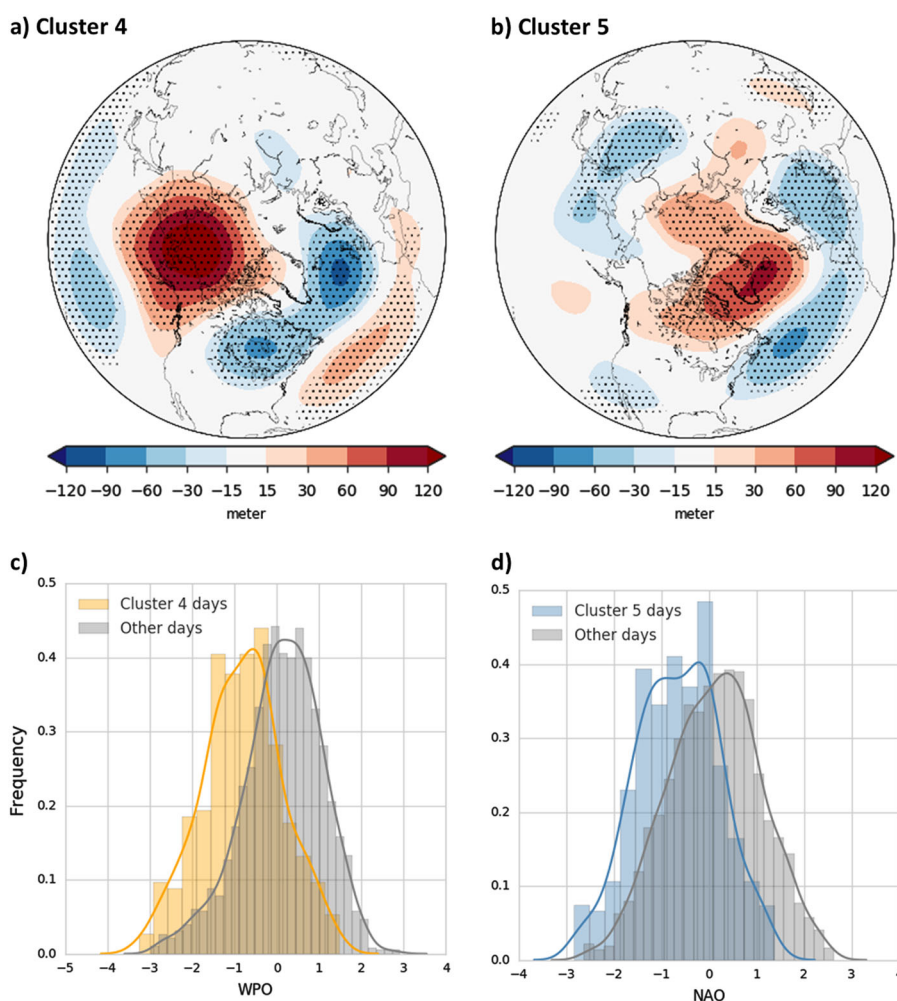 a) Cluster 4
b) Cluster 5
−120 −90 −60 −30 −15 15 30 60 90 120
meter
−120 −90 −60 −30 −15 15 30 60 90 120
meter
c)
d)
Cluster 4 days
Other days
0.5
0.4
0.3
0.2
0.1
0.0
Frequency
−5 −4 −3 −2 −1 0 1 2 3 4
WPO
Cluster 5 days
Other days
0.5
0.4
0.3
0.2
0.1
0.0
−4 −3 −2 −1 0 1 2 3 4
NAO